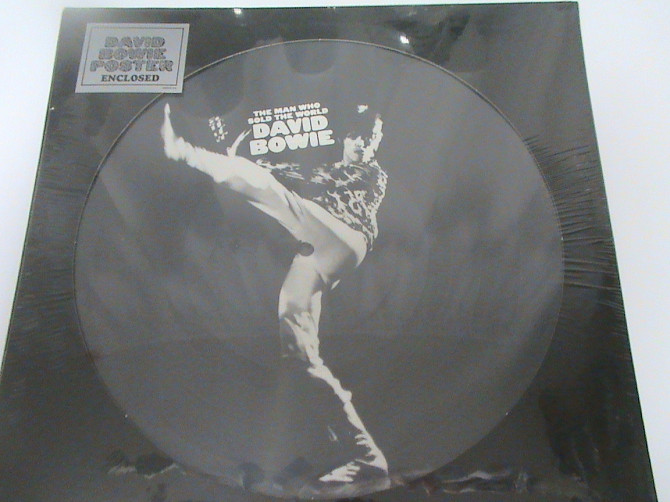 DAVID
BOWIE
POSTER
ENCLOSED
THE MAN WHO
SOLD THE WORLD
DAVID
BOWIE